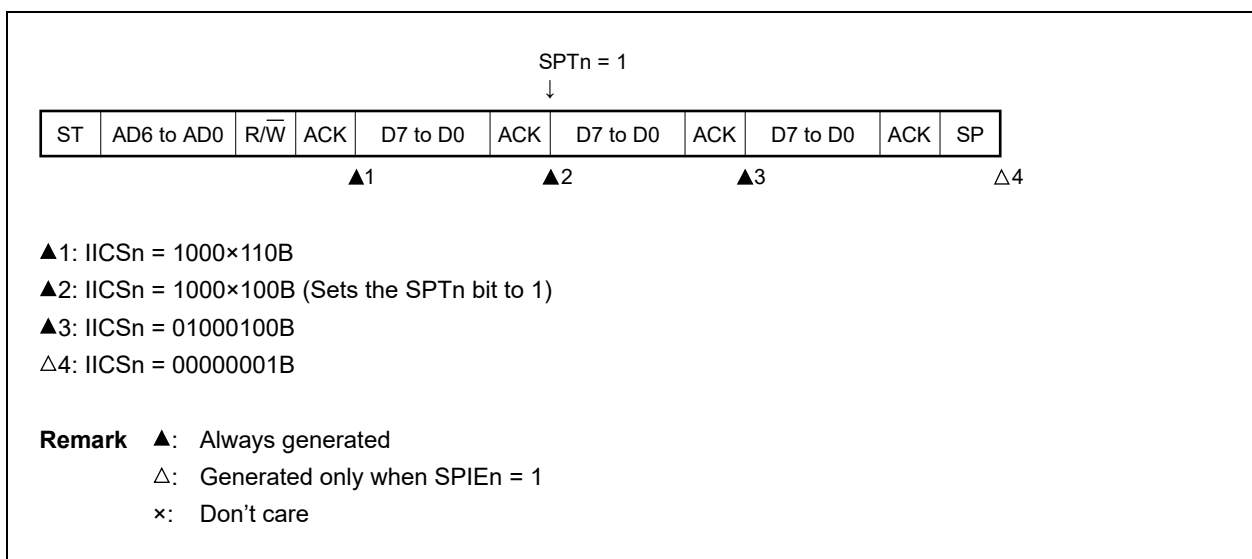 SPTn = 1
↓
ST AD6 to AD0 R/W̅ ACK D7 to D0 ACK D7 to D0 ACK D7 to D0 ACK SP
▲1 ▲2 ▲3 △4
▲1: IICSn = 1000×110B
▲2: IICSn = 1000×100B (Sets the SPTn bit to 1)
▲3: IICSn = 01000100B
△4: IICSn = 00000001B
Remark ▲: Always generated
△: Generated only when SPIEn = 1
×: Don't care